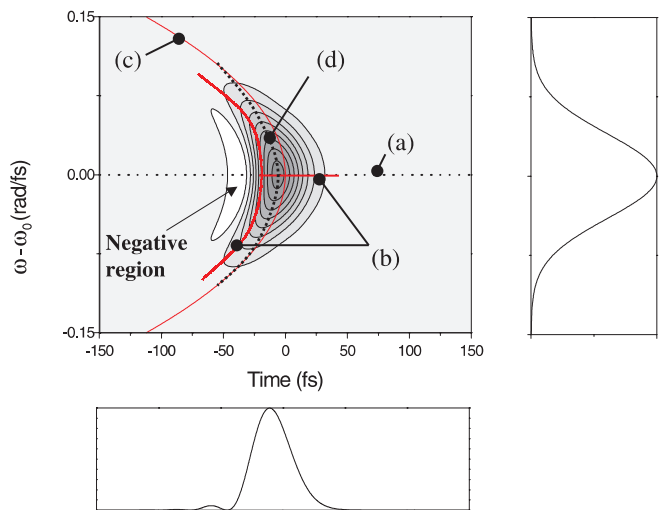 0.15
(c)
(d)
(a)
0.00
ω - ω0 (rad/fs)
Negative
region
(b)
-0.15
-150 -100 -50 0 50 100 150
Time (fs)